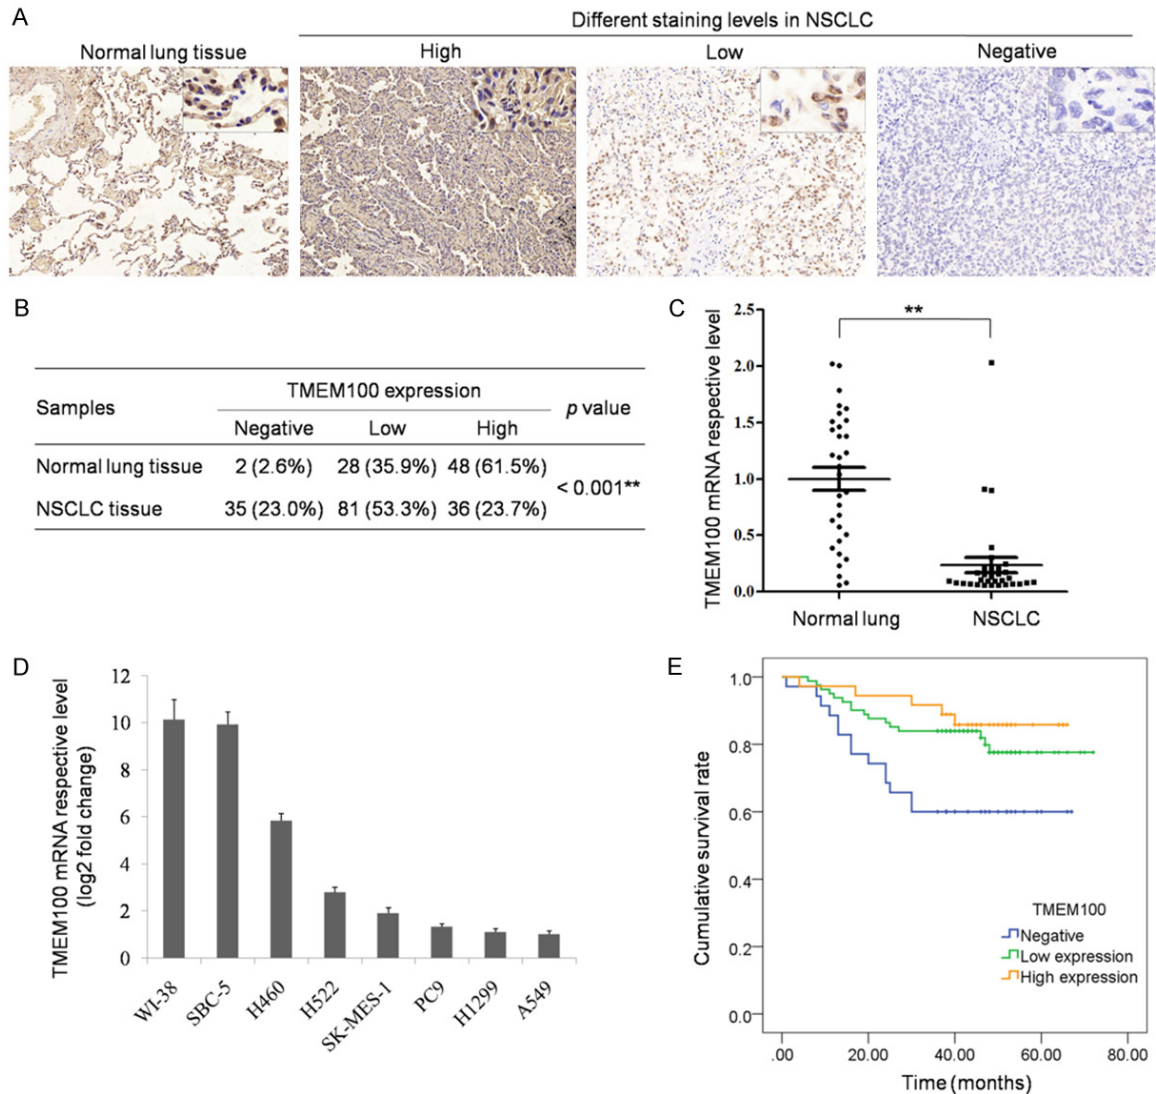 A
Different staining levels in NSCLC
Normal lung tissue
High
Low
Negative
B
TMEM100 expression
Samples
p value
Negative
Low
High
Normal lung tissue 2 (2.6%) 28 (35.9%) 48 (61.5%)
< 0.001**
NSCLC tissue 35 (23.0%) 81 (53.3%) 36 (23.7%)
C
TMEM100 mRNA respective level
2.5
2.0
1.5
1.0
0.5
0.0
**
Normal lung
NSCLC
D
TMEM100 mRNA respective level
(log2 fold change)
12
10
8
6
4
2
0
WI-38
SBC-5
H460
H522
SK-MES-1
PC9
H1299
A549
E
Cumulative survival rate
1.0
0.8
0.6
0.4
0.2
0.0
TMEM100
Negative
Low expression
High expression
.00
20.00
40.00
60.00
80.00
Time (months)